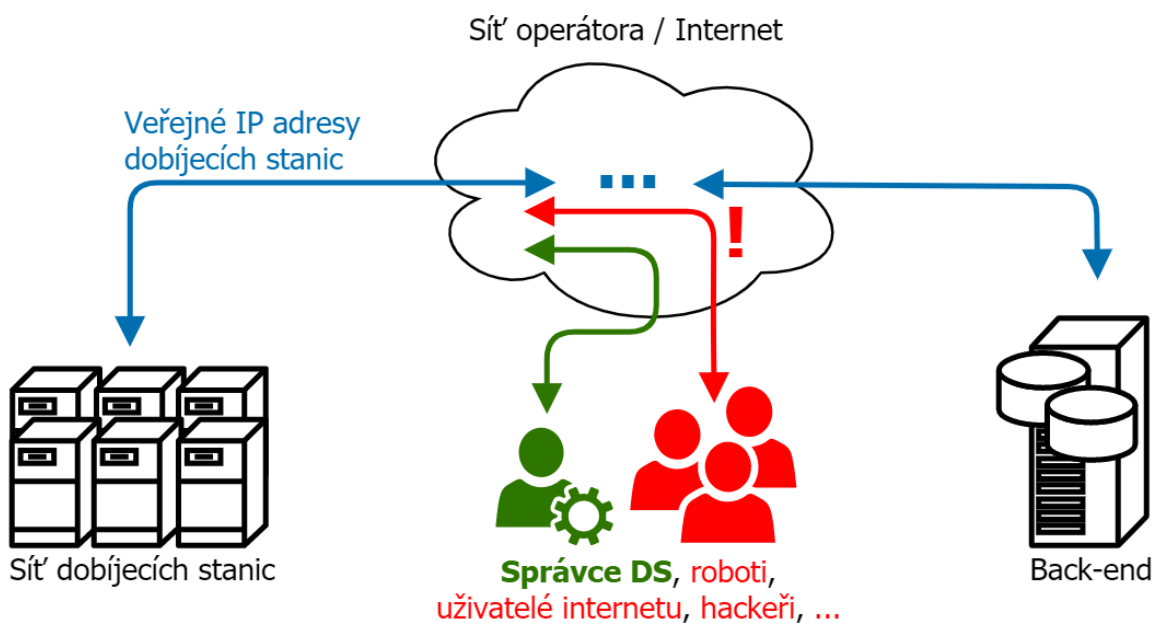 Síť operátora / Internet
Veřejné IP adresy
dobíjecích stanic
...
!
Síť dobíjecích stanic
Správce DS, roboti,
uživatelé internetu, hackeři, ...
Back-end